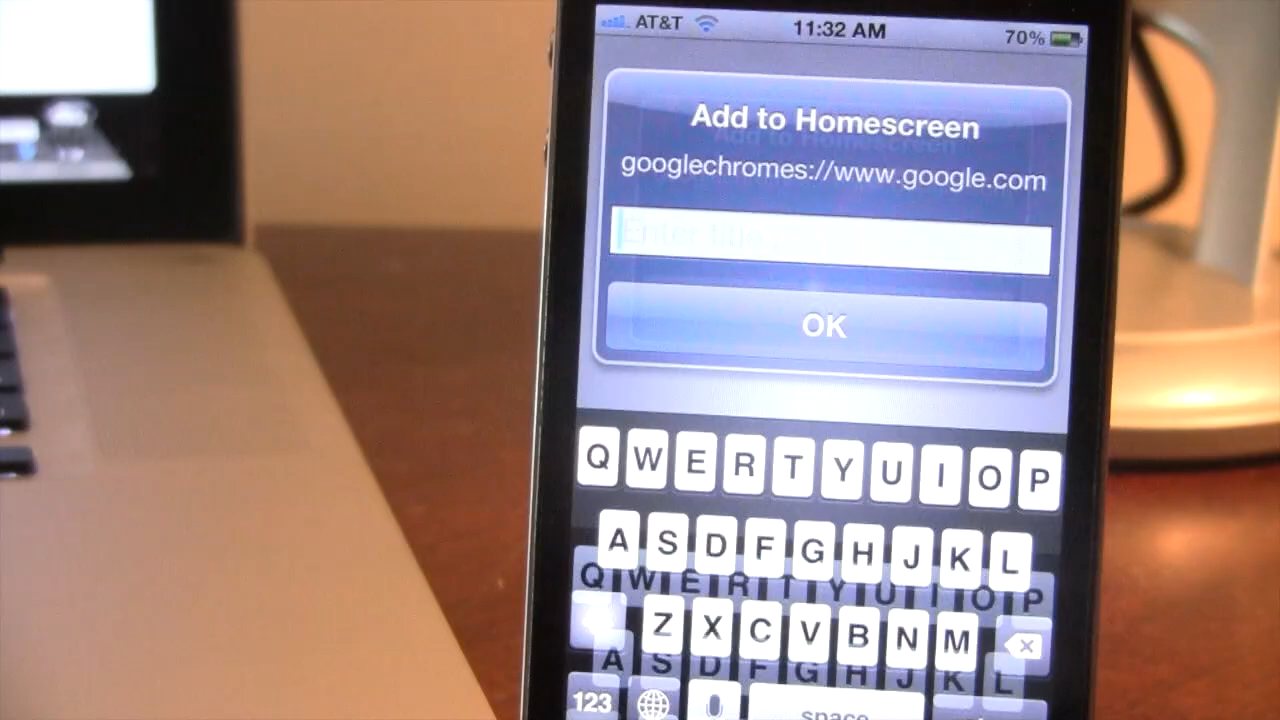 AT&T 11:32 AM 70%
Add to Homescreen
googlechromes://www.google.com
Enter title
OK
Q W E R T Y U I O P
A S D F G H J K L
Q W E R T Y U I O P
Z X C V B N M
A S D F G H J K L
123 space